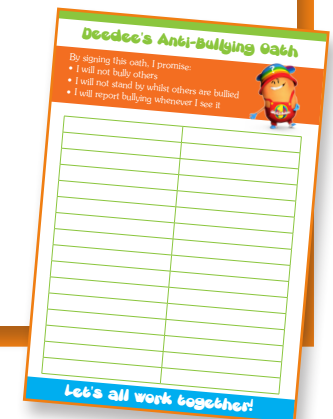 Deedee's Anti-Bullying Oath
By signing this oath, I promise:
• I will not bully others
• I will not stand by whilst others are bullied
• I will report bullying whenever I see it
Let's all work together!